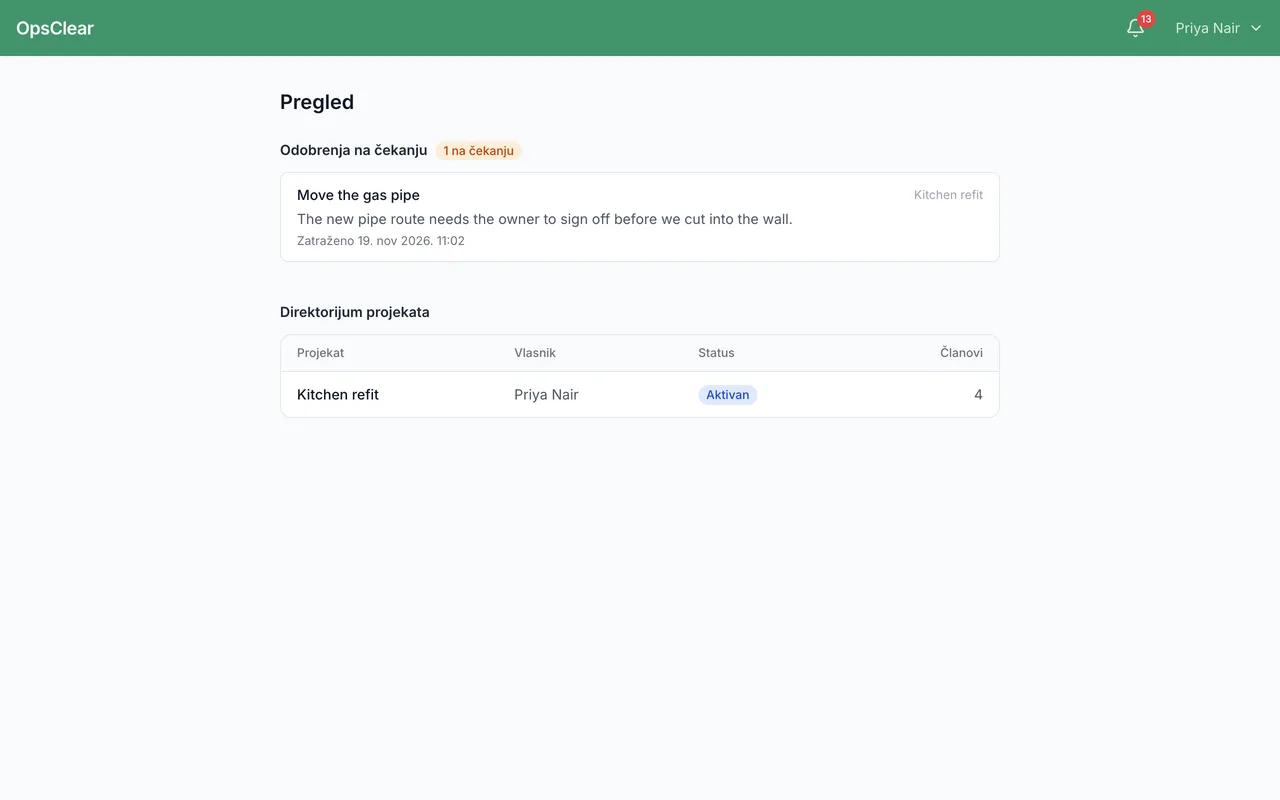 OpsClear
13
Priya Nair
Pregled
Odobrenja na čekanju 1 na čekanju
Move the gas pipe Kitchen refit
The new pipe route needs the owner to sign off before we cut into the wall.
Zatraženo 19. nov 2026. 11:02
Direktorijum projekata
Projekat Vlasnik Status Članovi
Kitchen refit Priya Nair Aktivan 4